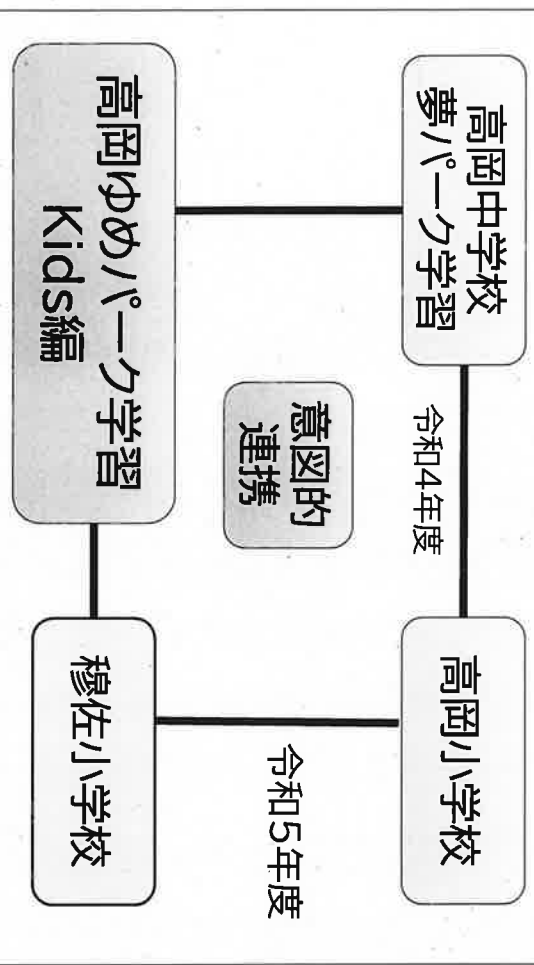 高岡中学校
夢パーク学習
令和4年度
高岡小学校
意図的
連携
令和5年度
高岡ゆめパーク学習
Kids編
穆佐小学校